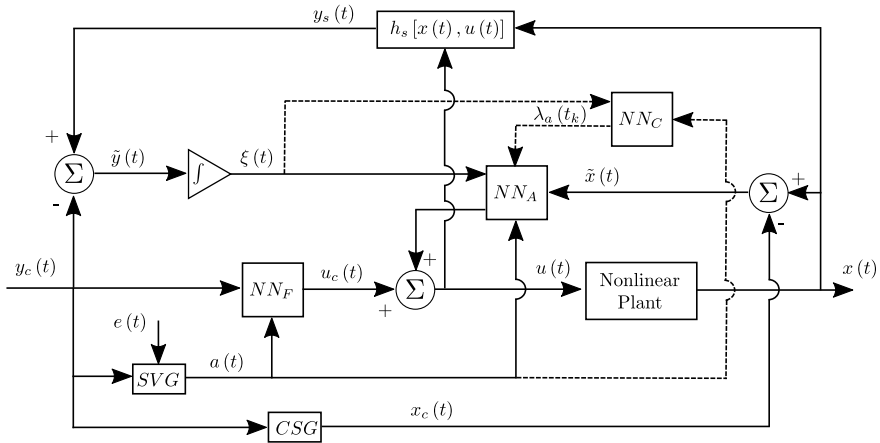 y_s (t)
h_s [x (t) , u (t)]
λ_a (t_k)
NN_C
+
ỹ (t)
∫
ξ (t)
Σ
-
NN_A
x̃ (t)
Σ
+
-
y_c (t)
NN_F
u_c (t)
+
Σ
+
u (t)
Nonlinear
Plant
x (t)
e (t)
SVG
a (t)
CSG
x_c (t)